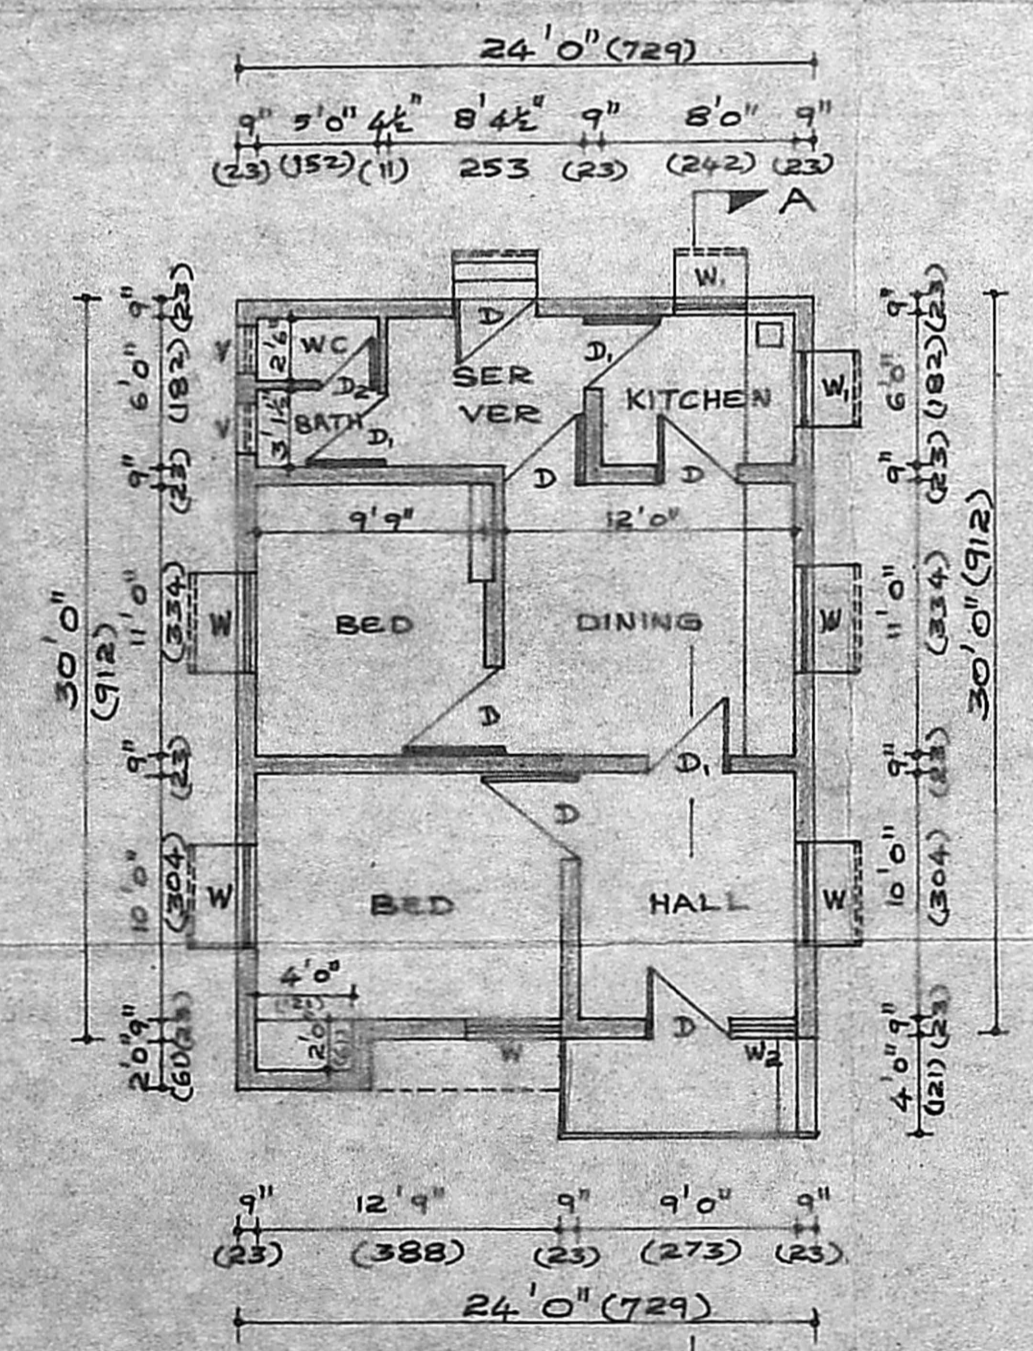 24'0" (729)
9" 5'0" 4½" 8'4½" 9" 8'0" 9"
(23) (152) (11) 253 (23) (242) (23)
A
W1
D
V
2'6"
WC
D1
D2
SER
VER
KITCHEN
W1
V
3'1½"
BATH
D1
D
D
9" (23)
6'0" (182)
9" (23)
11'0" (334)
9" (23)
10'0" (304)
9" (23)
2'0" (61)
30'0" (912)
9" (23)
6'0" (182)
9" (23)
11'0" (334)
9" (23)
10'0" (304)
9" (23)
4'0" (121)
30'0" (912)
9'9"
12'0"
W
BED
DINING
W
D
D1
D
W
BED
HALL
W
4'0"
(121)
2'0"
(61)
W
D
W2
9" 12'9" 9" 9'0" 9"
(23) (388) (23) (273) (23)
24'0" (729)